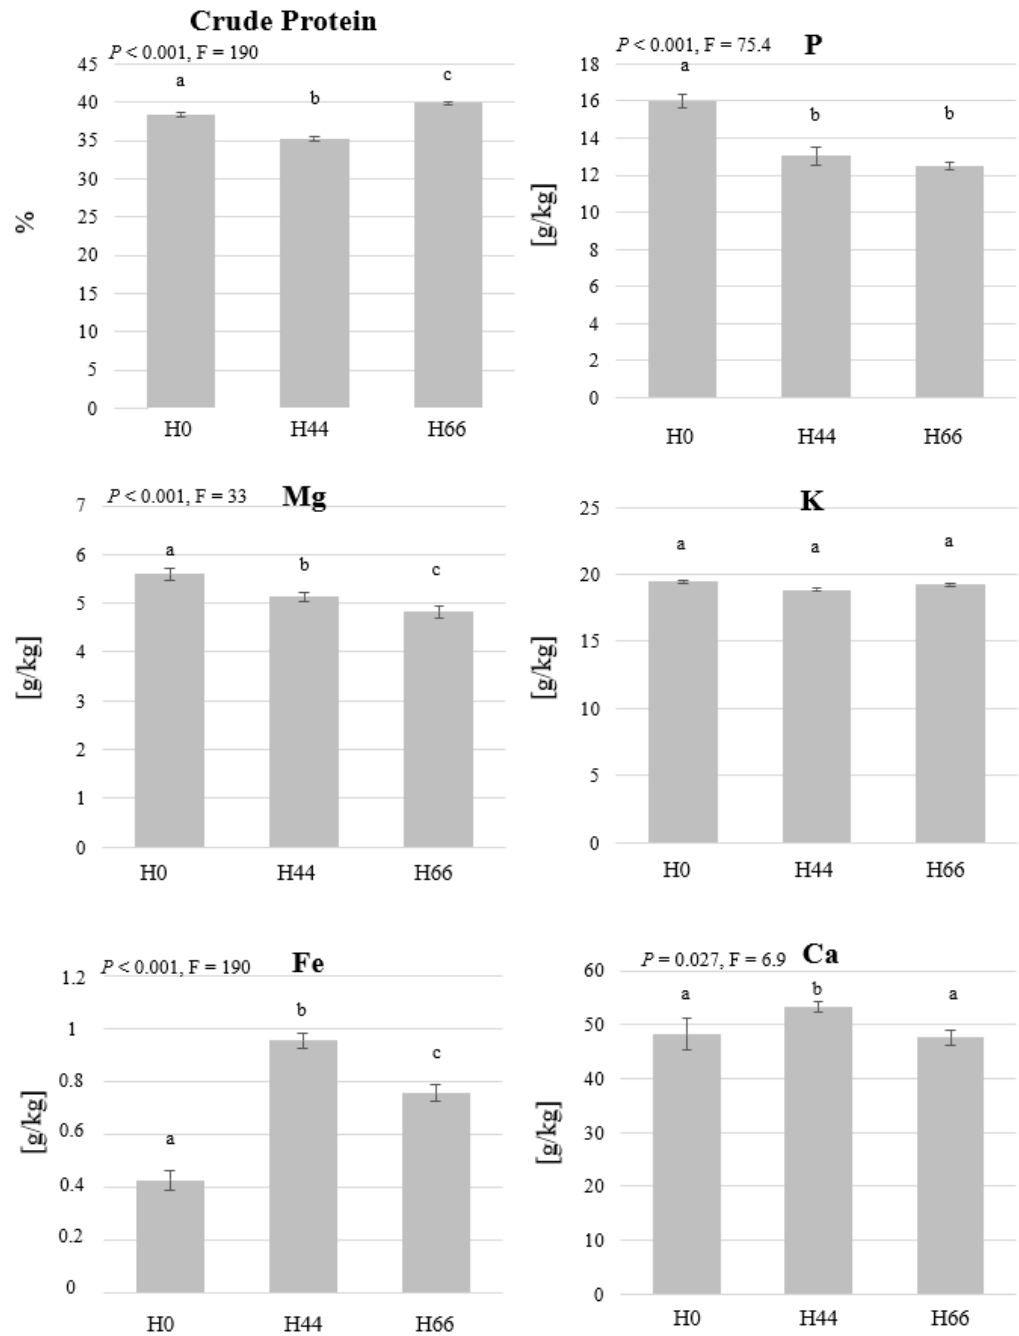 Crude Protein
P < 0.001, F = 190
45
40
35
30
25
20
15
10
5
0
%
a
b
c
H0
H44
H66
P < 0.001, F = 75.4
P
18
16
14
12
10
8
6
4
2
0
[g/kg]
a
b
b
H0
H44
H66
P < 0.001, F = 33
Mg
7
6
5
4
3
2
1
0
[g/kg]
a
b
c
H0
H44
H66
K
25
20
15
10
5
0
[g/kg]
a
a
a
H0
H44
H66
P < 0.001, F = 190
Fe
1.2
1
0.8
0.6
0.4
0.2
0
[g/kg]
a
b
c
H0
H44
H66
P = 0.027, F = 6.9
Ca
60
50
40
30
20
10
0
[g/kg]
a
b
a
H0
H44
H66